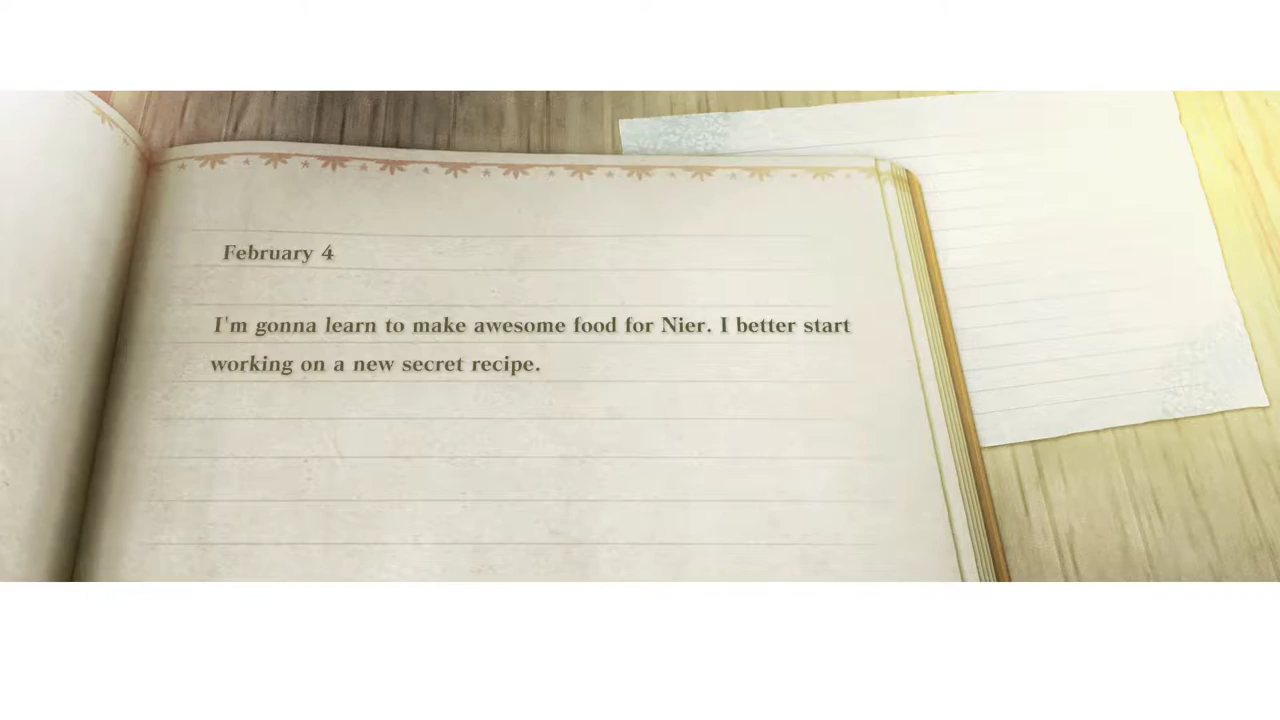 February 4
I'm gonna learn to make awesome food for Nier. I better start
working on a new secret recipe.